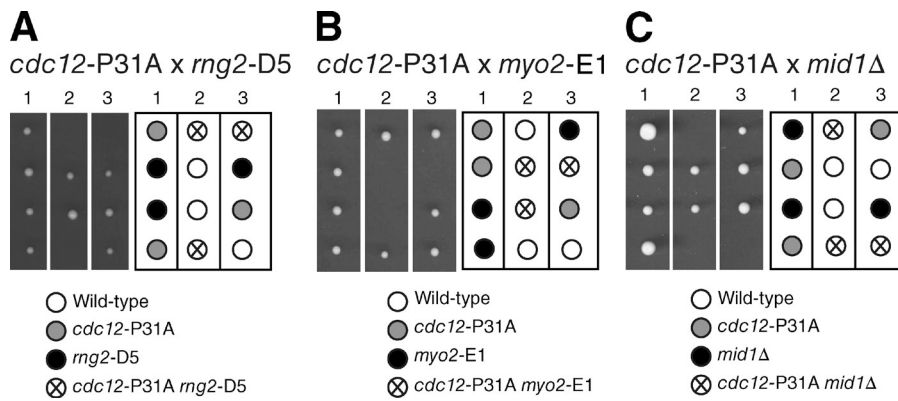 A
cdc12-P31A x rng2-D5
1 2 3 1 2 3
Wild-type
cdc12-P31A
rng2-D5
cdc12-P31A rng2-D5
B
cdc12-P31A x myo2-E1
1 2 3 1 2 3
Wild-type
cdc12-P31A
myo2-E1
cdc12-P31A myo2-E1
C
cdc12-P31A x mid1Δ
1 2 3 1 2 3
Wild-type
cdc12-P31A
mid1Δ
cdc12-P31A mid1Δ